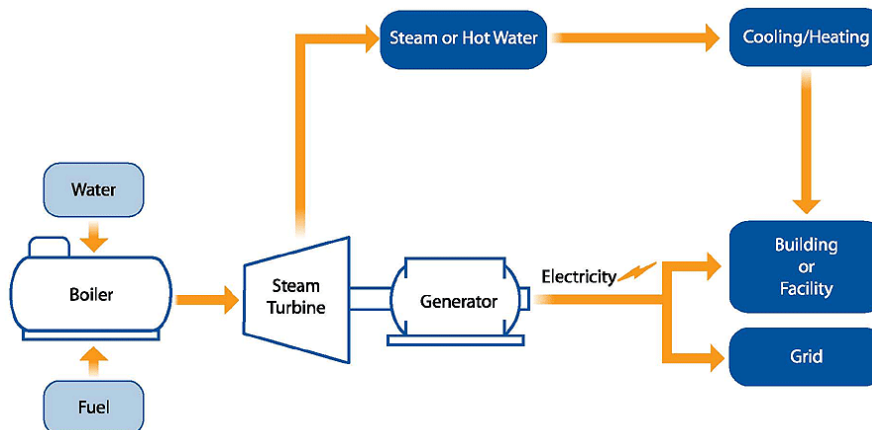 Steam or Hot Water
Cooling/Heating
Water
Boiler
Fuel
Steam
Turbine
Generator
Electricity
Building
or
Facility
Grid